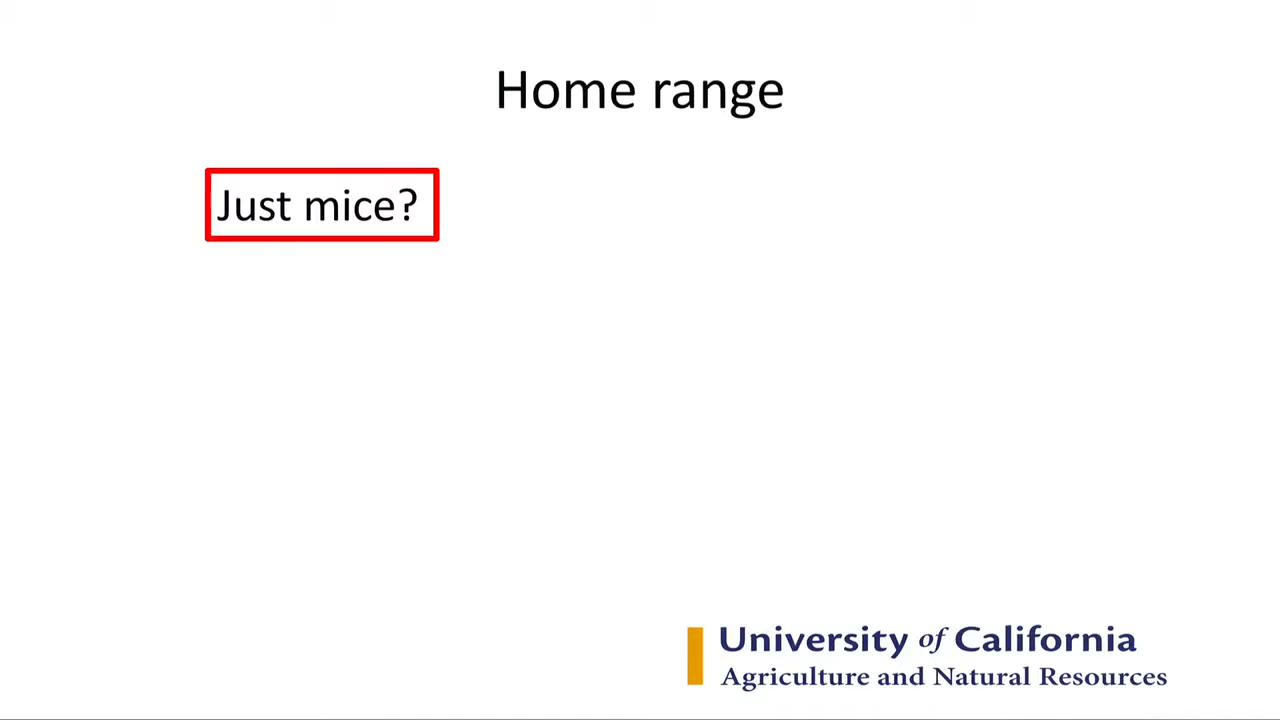 Home range
Just mice?
University of California
Agriculture and Natural Resources